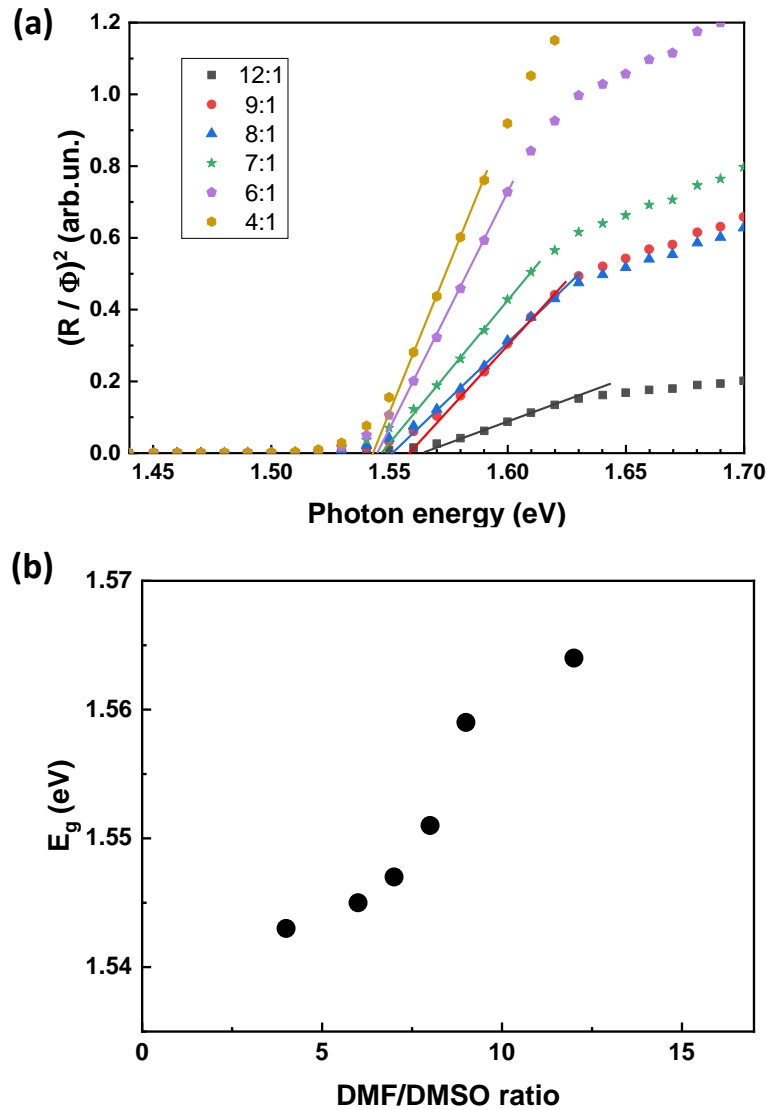 (a)
1.2
1.0
0.8
0.6
0.4
0.2
0.0
(R / Φ)² (arb.un.)
12:1
9:1
8:1
7:1
6:1
4:1
1.45 1.50 1.55 1.60 1.65 1.70
Photon energy (eV)
(b)
1.57
1.56
1.55
1.54
E_g (eV)
0 5 10 15
DMF/DMSO ratio